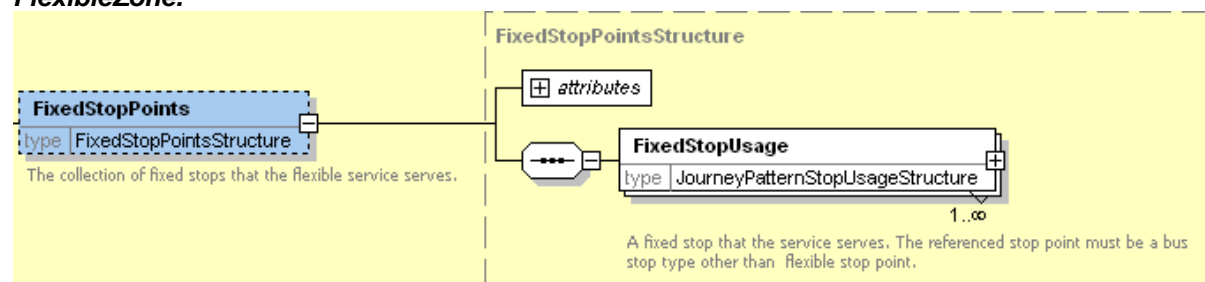 FlexibleZone.
FixedStopPointsStructure
attributes
FixedStopPoints
type FixedStopPointsStructure
The collection of fixed stops that the flexible service serves.
FixedStopUsage
type JourneyPatternStopUsageStructure
1..∞
A fixed stop that the service serves. The referenced stop point must be a bus
stop type other than flexible stop point.